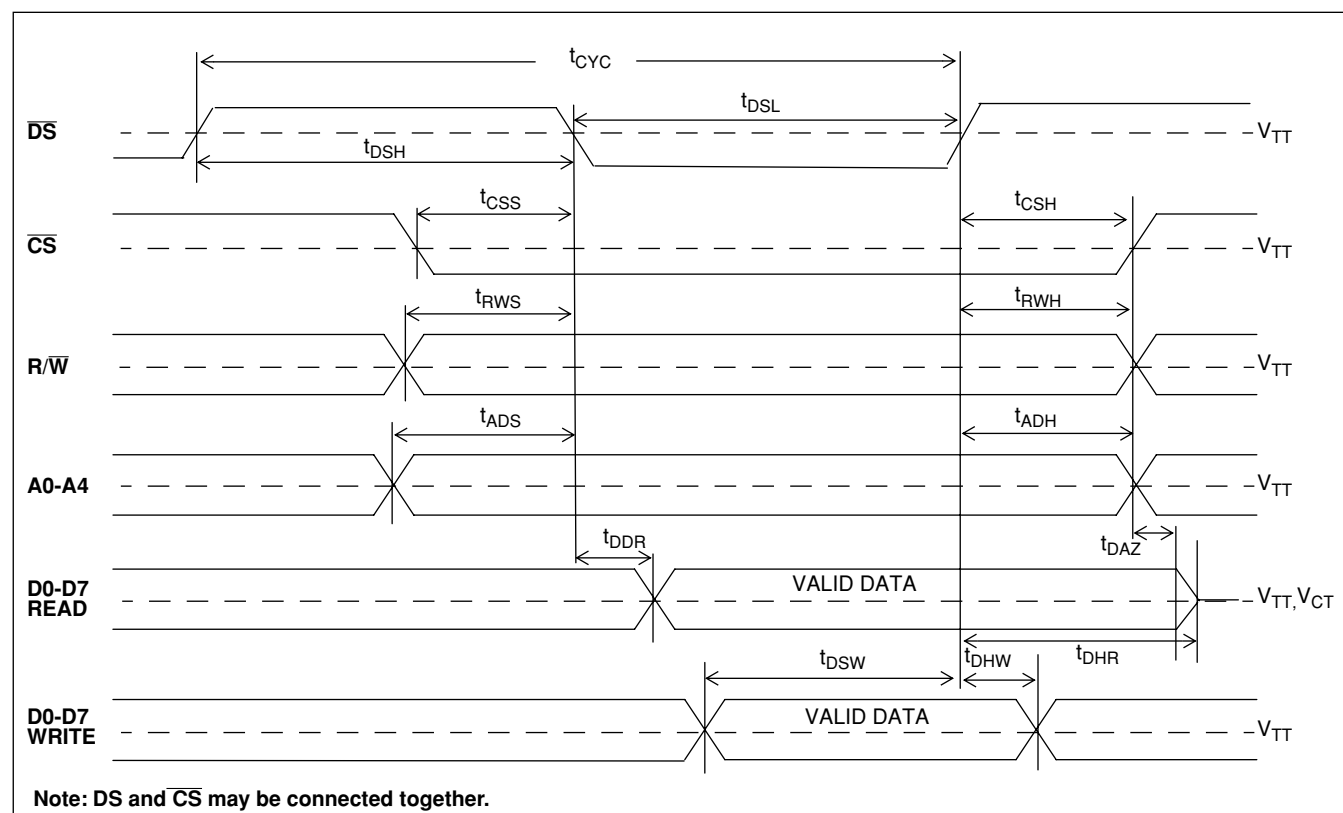 tCYC
DS tDSH tDSL VTT
CS tCSS tCSH VTT
R/W tRWS tRWH VTT
A0-A4 tADS tADH VTT
tDDR tDAZ
D0-D7 READ VALID DATA VTT,VCT
tDSW tDHW tDHR
D0-D7 WRITE VALID DATA VTT
Note: DS and CS may be connected together.